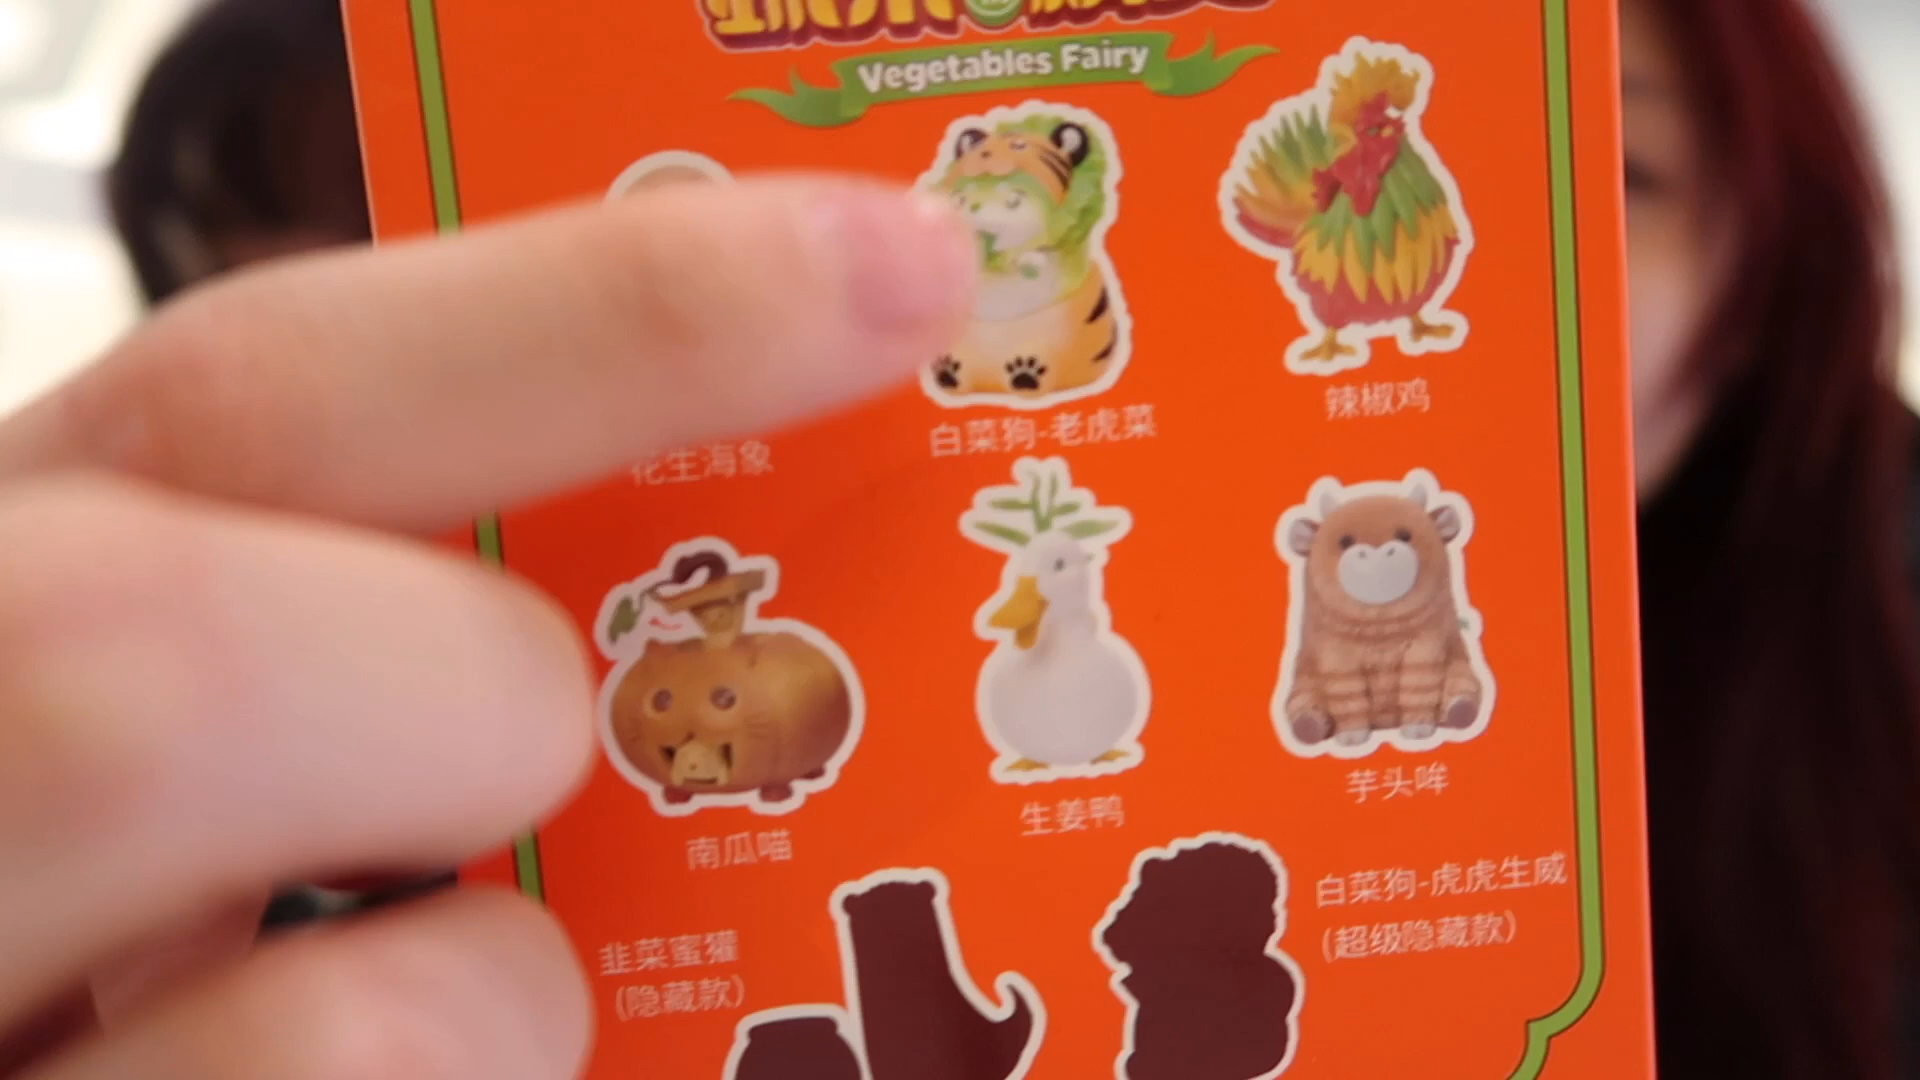 Vegetables Fairy
花生海象
白菜狗-老虎菜
辣椒鸡
南瓜喵
生姜鸭
芋头哞
韭菜蜜獾
(隐藏款)
白菜狗-虎虎生威
(超级隐藏款)